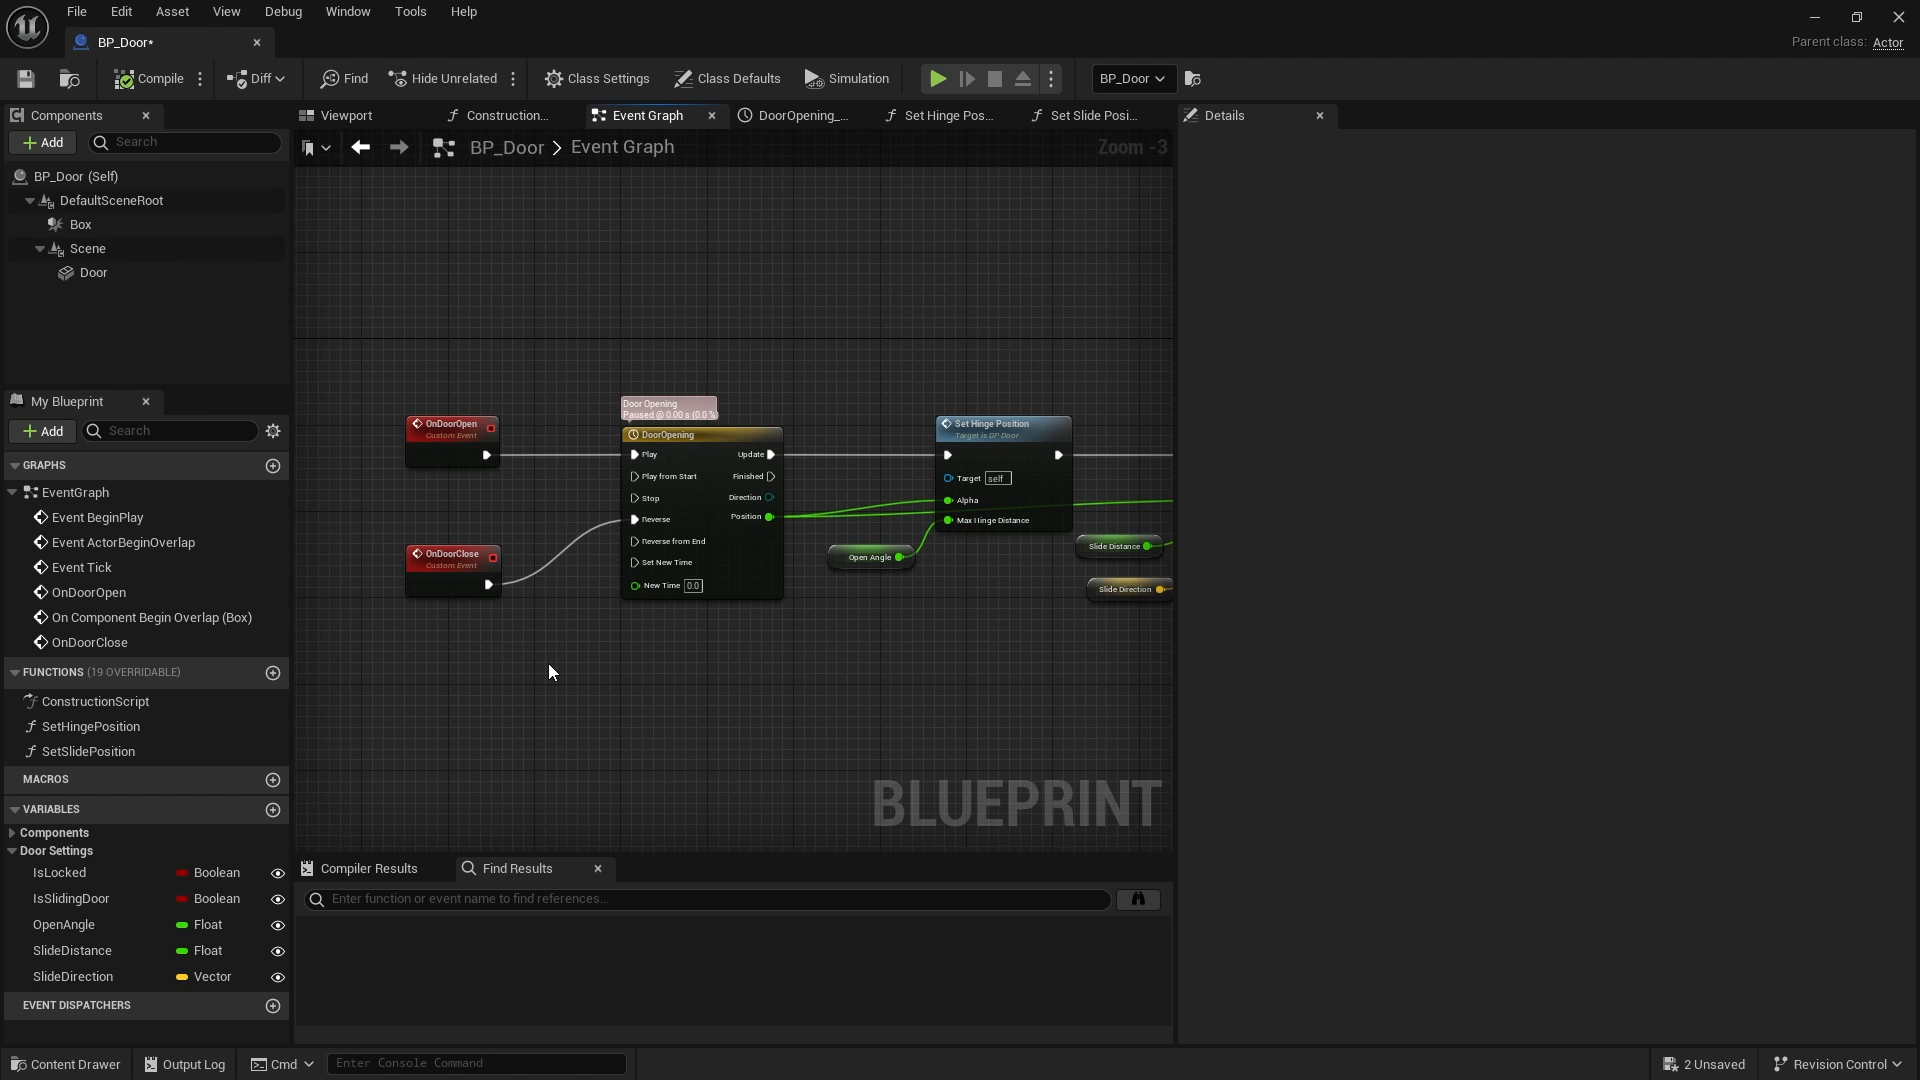 File Edit Asset View Debug Window Tools Help
BP_Door*
Parent class: Actor
Compile Diff Find Hide Unrelated Class Settings Class Defaults Simulation BP_Door
Components
Viewport Construction... Event Graph DoorOpening_... Set Hinge Pos... Set Slide Posi... Details
Add Search
BP_Door > Event Graph
Zoom -3
BP_Door (Self)
DefaultSceneRoot
Box
Scene
Door
My Blueprint
Add Search
GRAPHS
EventGraph
Event BeginPlay
Event ActorBeginOverlap
Event Tick
OnDoorOpen
On Component Begin Overlap (Box)
OnDoorClose
FUNCTIONS (19 OVERRIDABLE)
ConstructionScript
SetHingePosition
SetSlidePosition
MACROS
VARIABLES
Components
Door Settings
IsLocked Boolean
IsSlidingDoor Boolean
OpenAngle Float
SlideDistance Float
SlideDirection Vector
EVENT DISPATCHERS
OnDoorOpen
Custom Event
OnDoorClose
Custom Event
Door Opening
Paused @ 0.00 s (0.0 %)
DoorOpening
Play Update
Play from Start Finished
Stop Direction
Reverse Position
Reverse from End
Set New Time
New Time 0.0
Open Angle
Set Hinge Position
Target is BP Door
Target self
Alpha
Max Hinge Distance
Slide Distance
Slide Direction
BLUEPRINT
Compiler Results Find Results
Enter function or event name to find references...
Content Drawer Output Log Cmd Enter Console Command 2 Unsaved Revision Control